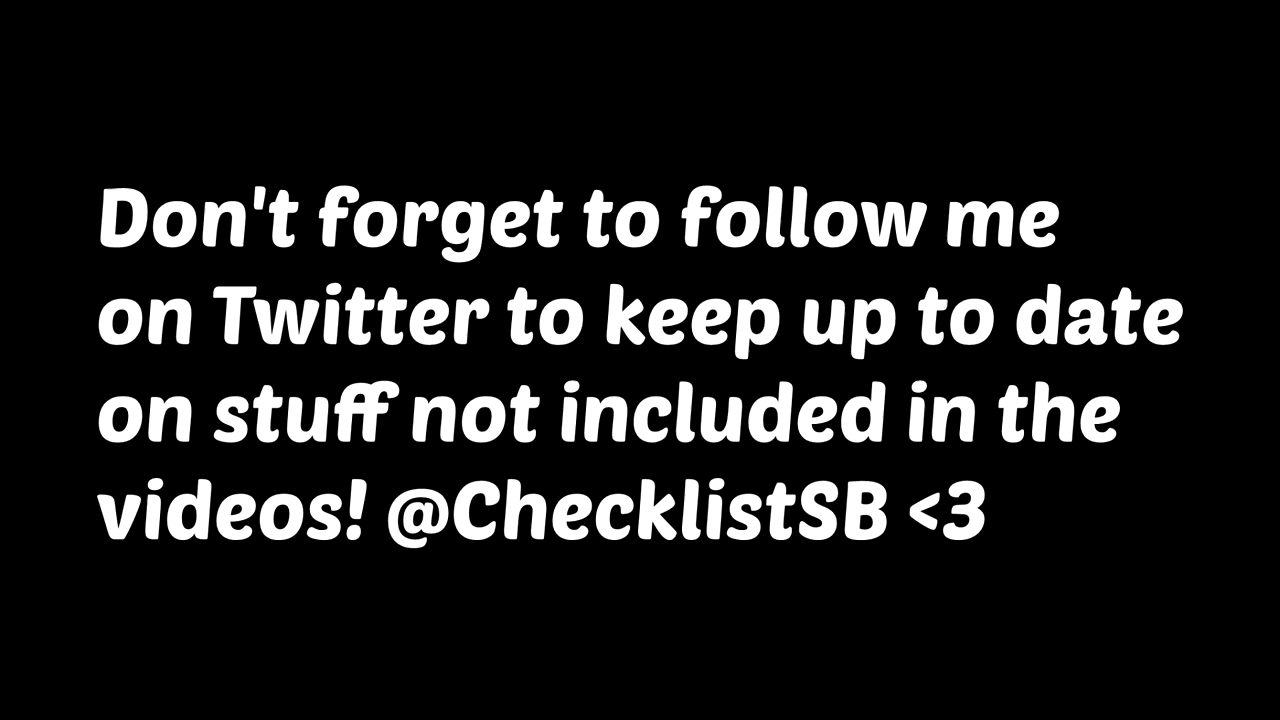 Don't forget to follow me
on Twitter to keep up to date
on stuff not included in the
videos! @ChecklistSB <3